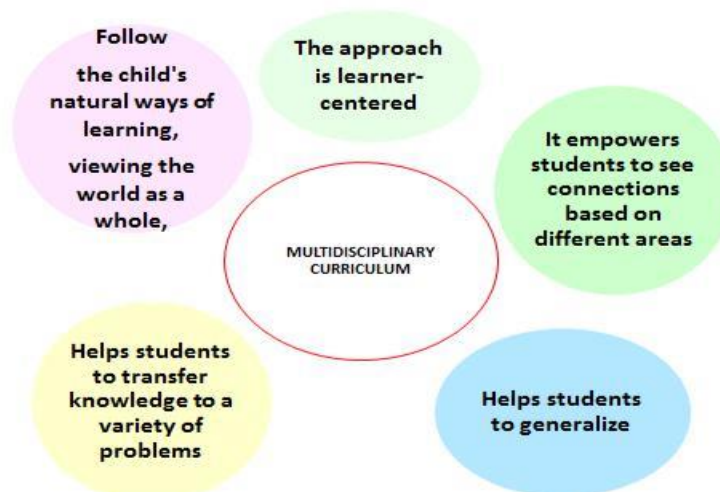 Follow
the child's
natural ways of
learning,
viewing the
world as a
whole,
The approach
is learner-
centered
It empowers
students to see
connections
based on
different areas
MULTIDISCIPLINARY
CURRICULUM
Helps students
to transfer
knowledge to a
variety of
problems
Helps students
to generalize